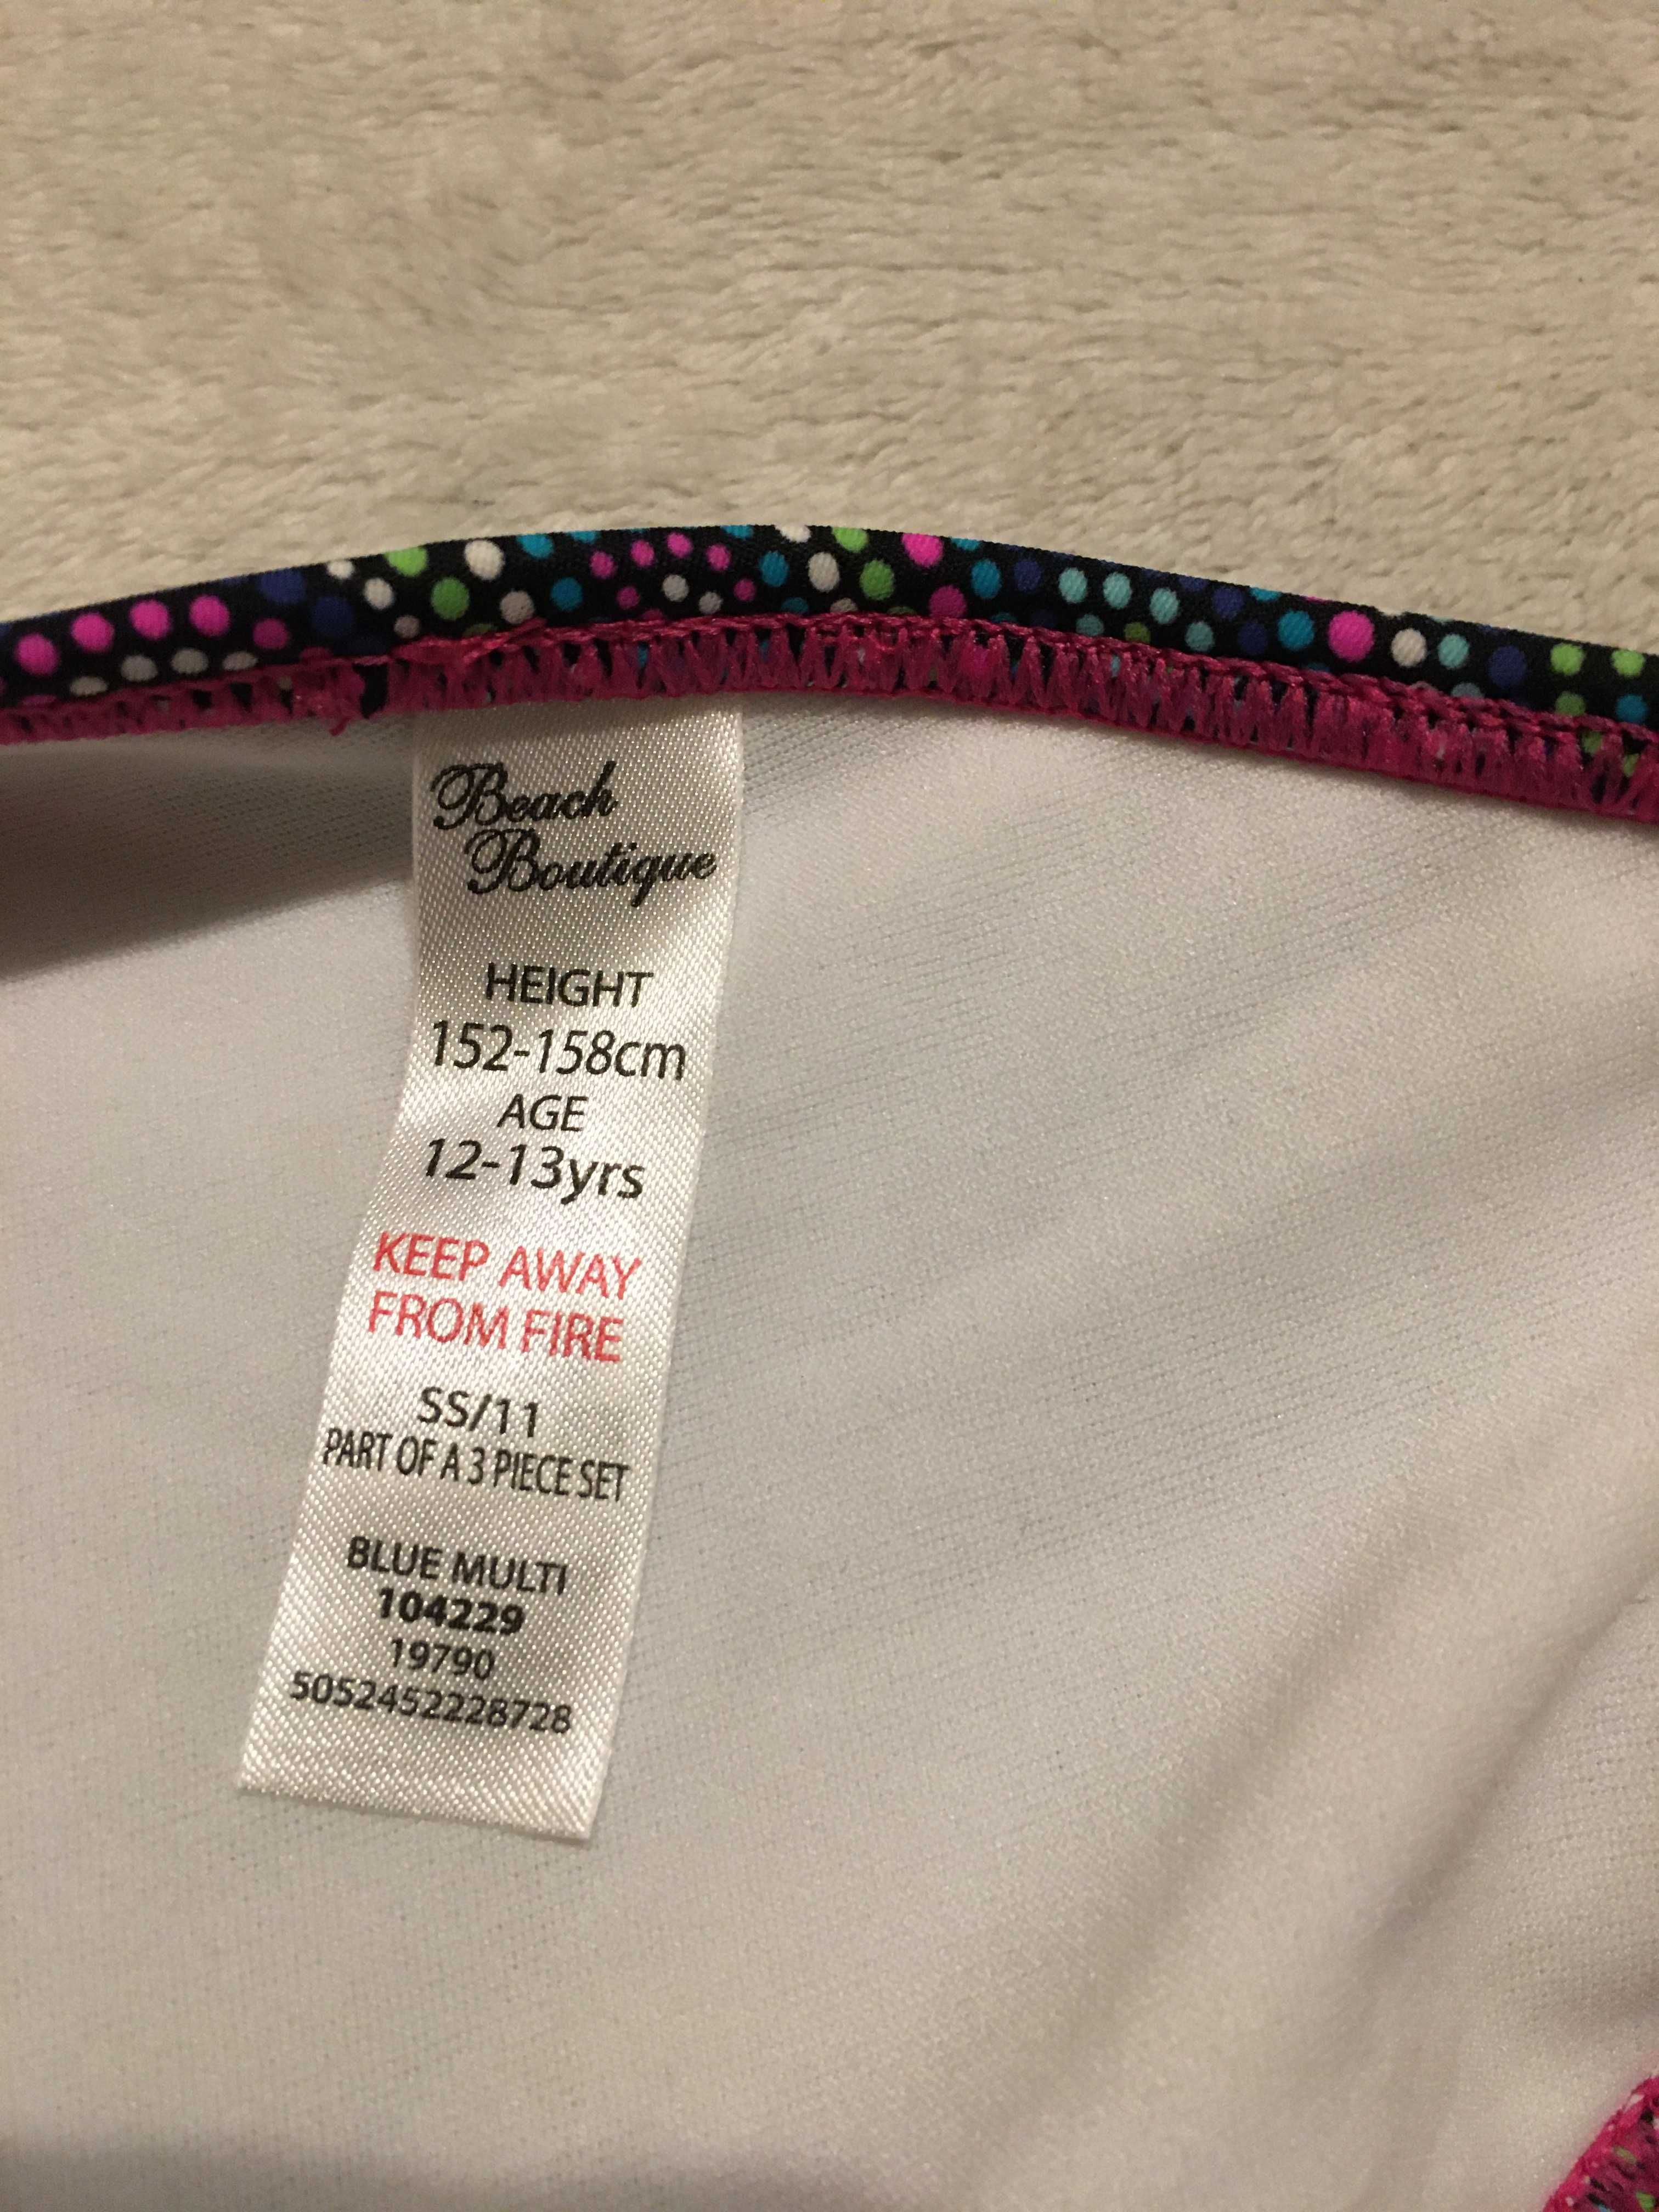 Beach
Boutique
HEIGHT
152-158cm
AGE
12-13yrs
KEEP AWAY
FROM FIRE
SS/11
PART OF A 3 PIECE SET
BLUE MULTI
104229
19790
5052452228728